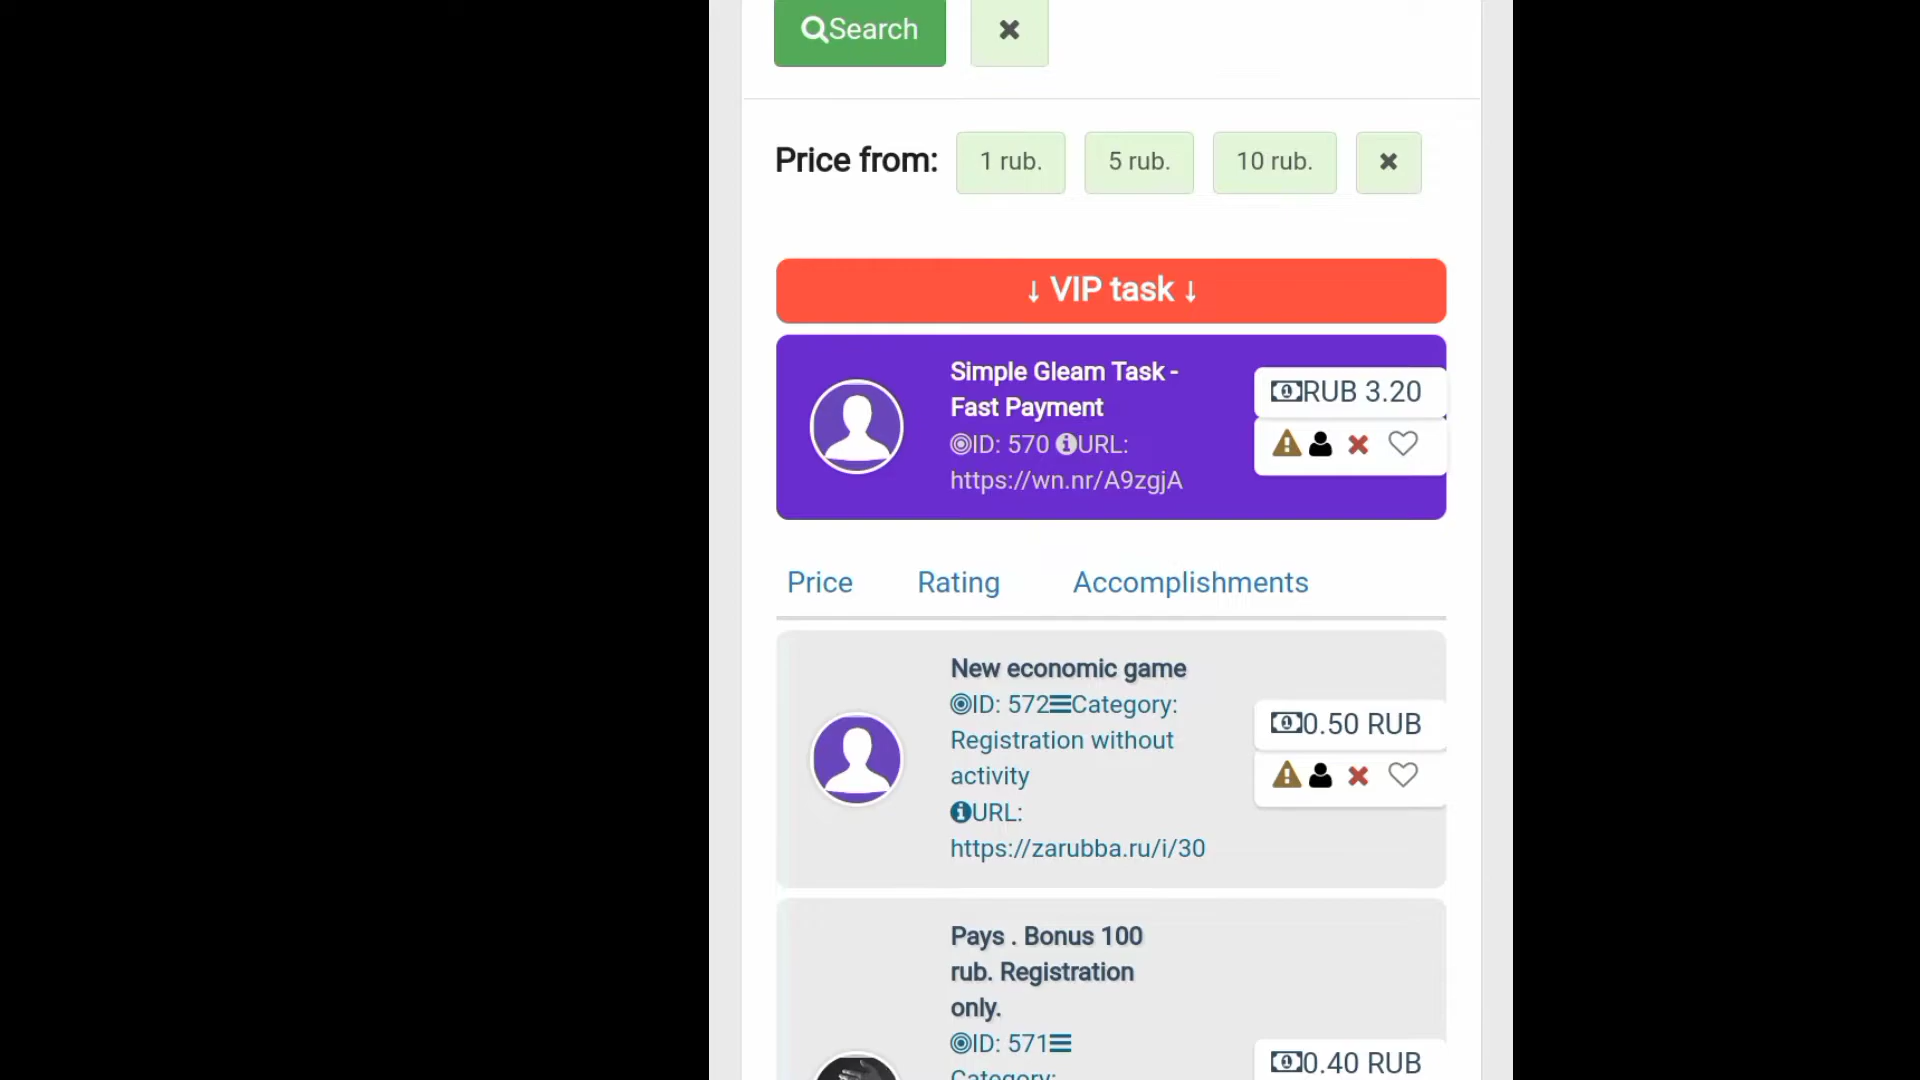 Search
Price from: 1 rub. 5 rub. 10 rub.
↓ VIP task ↓
Simple Gleam Task -
Fast Payment
ID: 570 URL:
https://wn.nr/A9zgjA
RUB 3.20
Price Rating Accomplishments
New economic game
ID: 572 Category:
Registration without
activity
URL:
https://zarubba.ru/i/30
0.50 RUB
Pays . Bonus 100
rub. Registration
only.
ID: 571
Category:
0.40 RUB